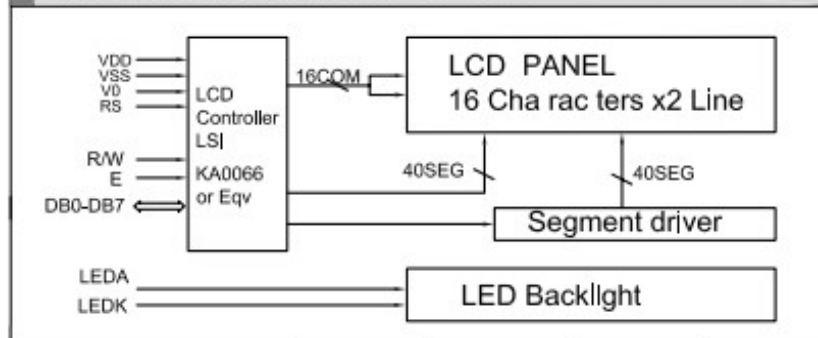 VDD
VSS
V0
RS
R/W
E
DB0-DB7
LEDA
LEDK
LCD
Controller
LSI
KA0066
or Eqv
16COM
40SEG
40SEG
LCD PANEL
16 Cha rac ters x2 Line
Segment driver
LED Backlight